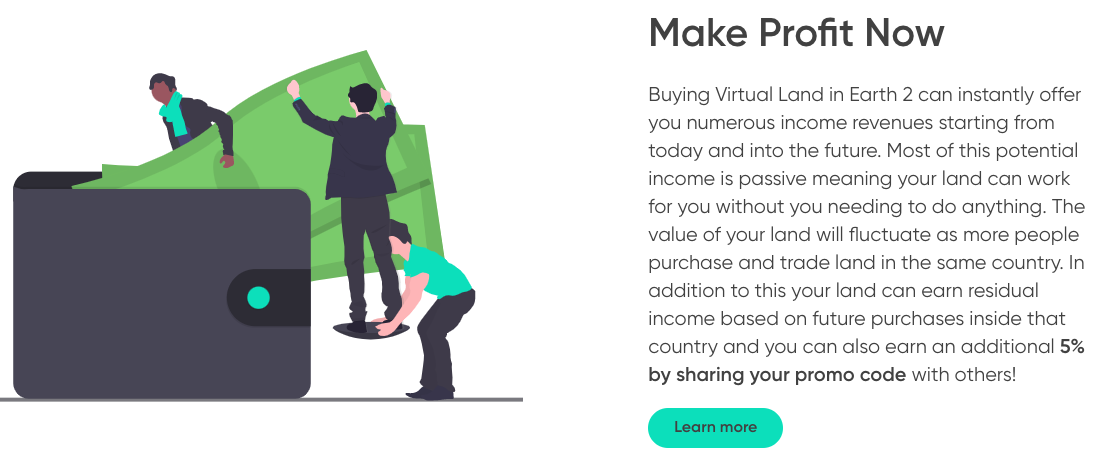 Make Profit Now
Buying Virtual Land in Earth 2 can instantly offer
you numerous income revenues starting from
today and into the future. Most of this potential
income is passive meaning your land can work
for you without you needing to do anything. The
value of your land will fluctuate as more people
purchase and trade land in the same country. In
addition to this your land can earn residual
income based on future purchases inside that
country and you can also earn an additional 5%
by sharing your promo code with others!
Learn more